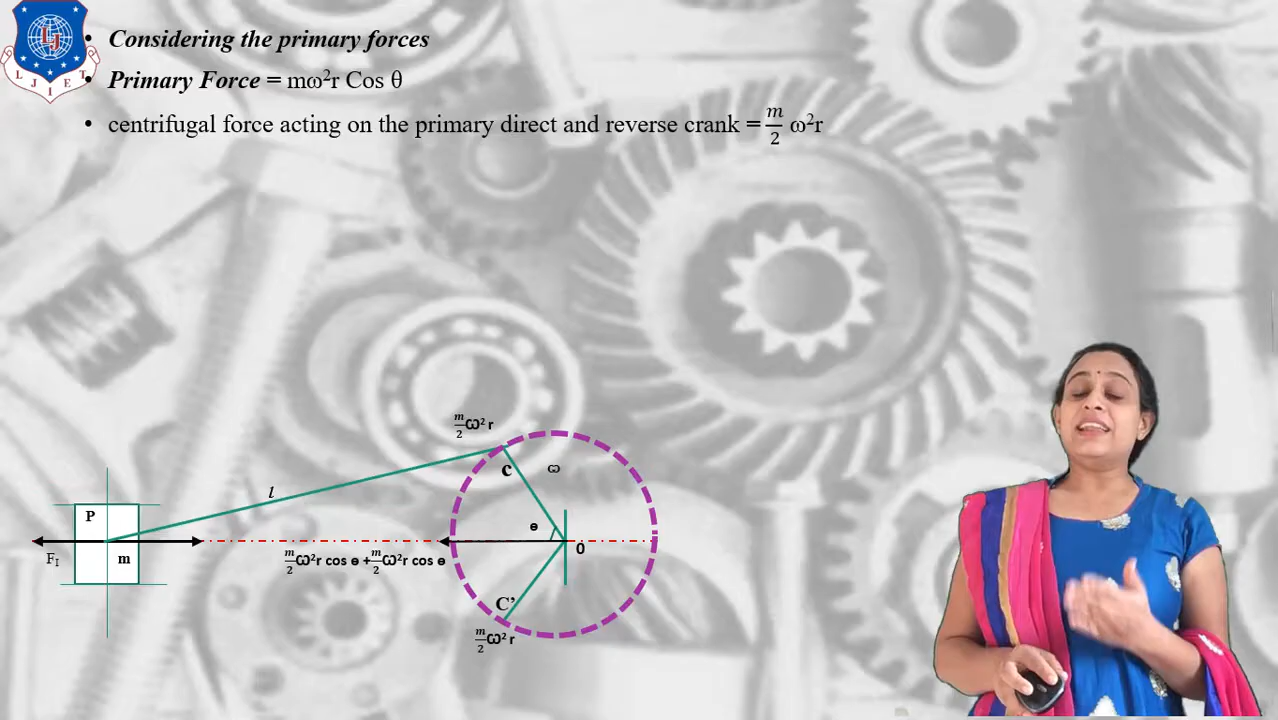 LJ
L J I E T
• Considering the primary forces
• Primary Force = mω²r Cos θ
• centrifugal force acting on the primary direct and reverse crank = m/2 ω²r
m/2 ω² r
c
ω
l
P
ө
0
F_I
m
m/2 ω²r cos ө + m/2 ω²r cos ө
C’
m/2 ω² r